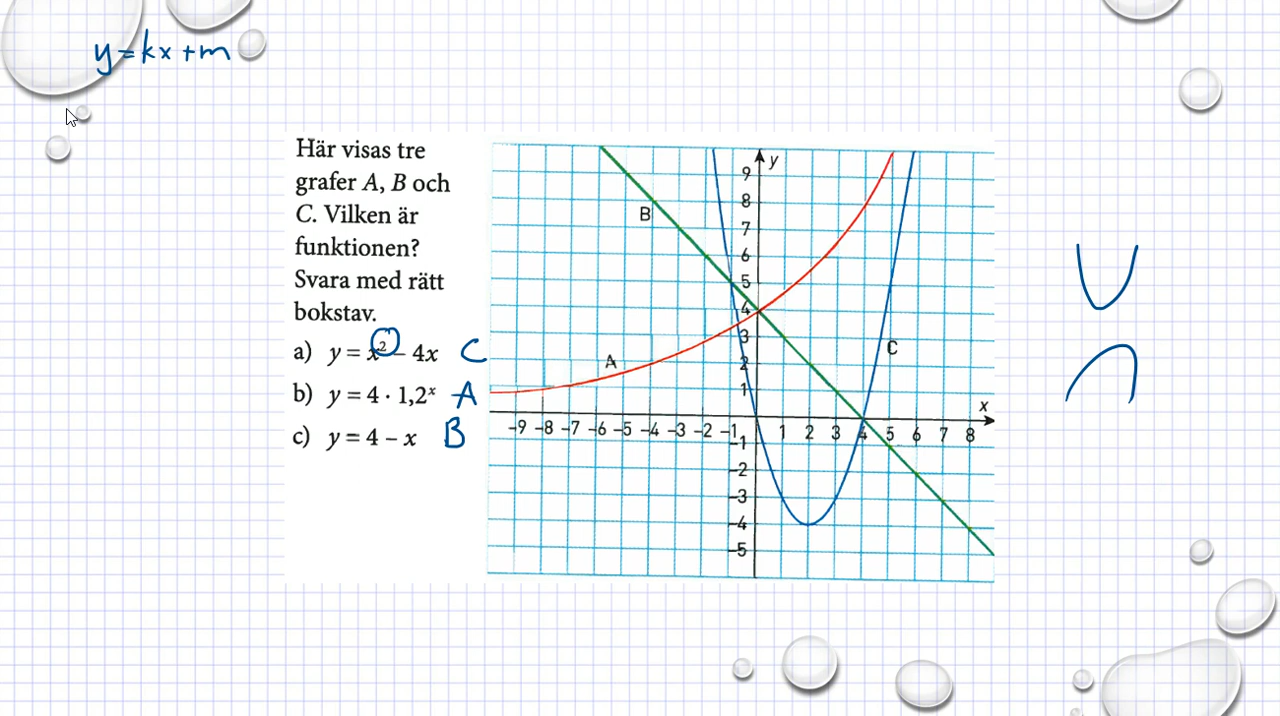 y=kx+m
Här visas tre
grafer A, B och
C. Vilken är
funktionen?
Svara med rätt
bokstav.
a) y = x² – 4x C
b) y = 4 · 1,2ˣ A
c) y = 4 – x B
y
9
8
7
6
5
4
3
2
1
B
A
C
x
–9 –8 –7 –6 –5 –4 –3 –2 –1 1 2 3 4 5 6 7 8
–1
–2
–3
–4
–5